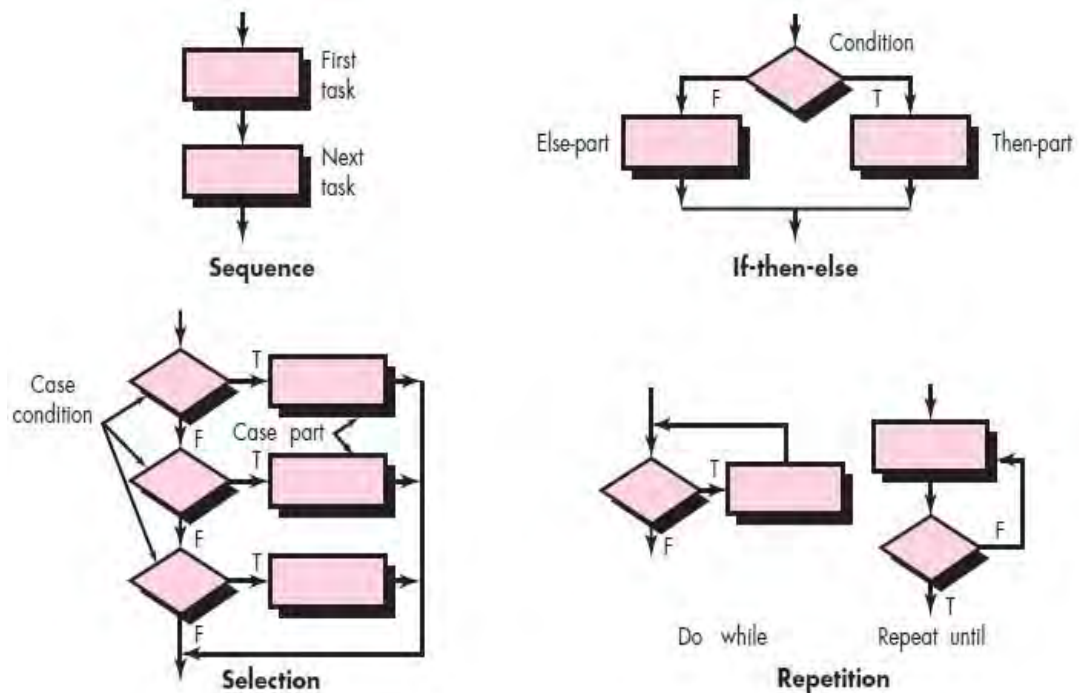 First
task
Next
task
Sequence
Condition
F
T
Else-part
Then-part
If-then-else
Case
condition
T
F
Case part
T
F
T
F
Selection
T
F
Do while
F
T
Repeat until
Repetition